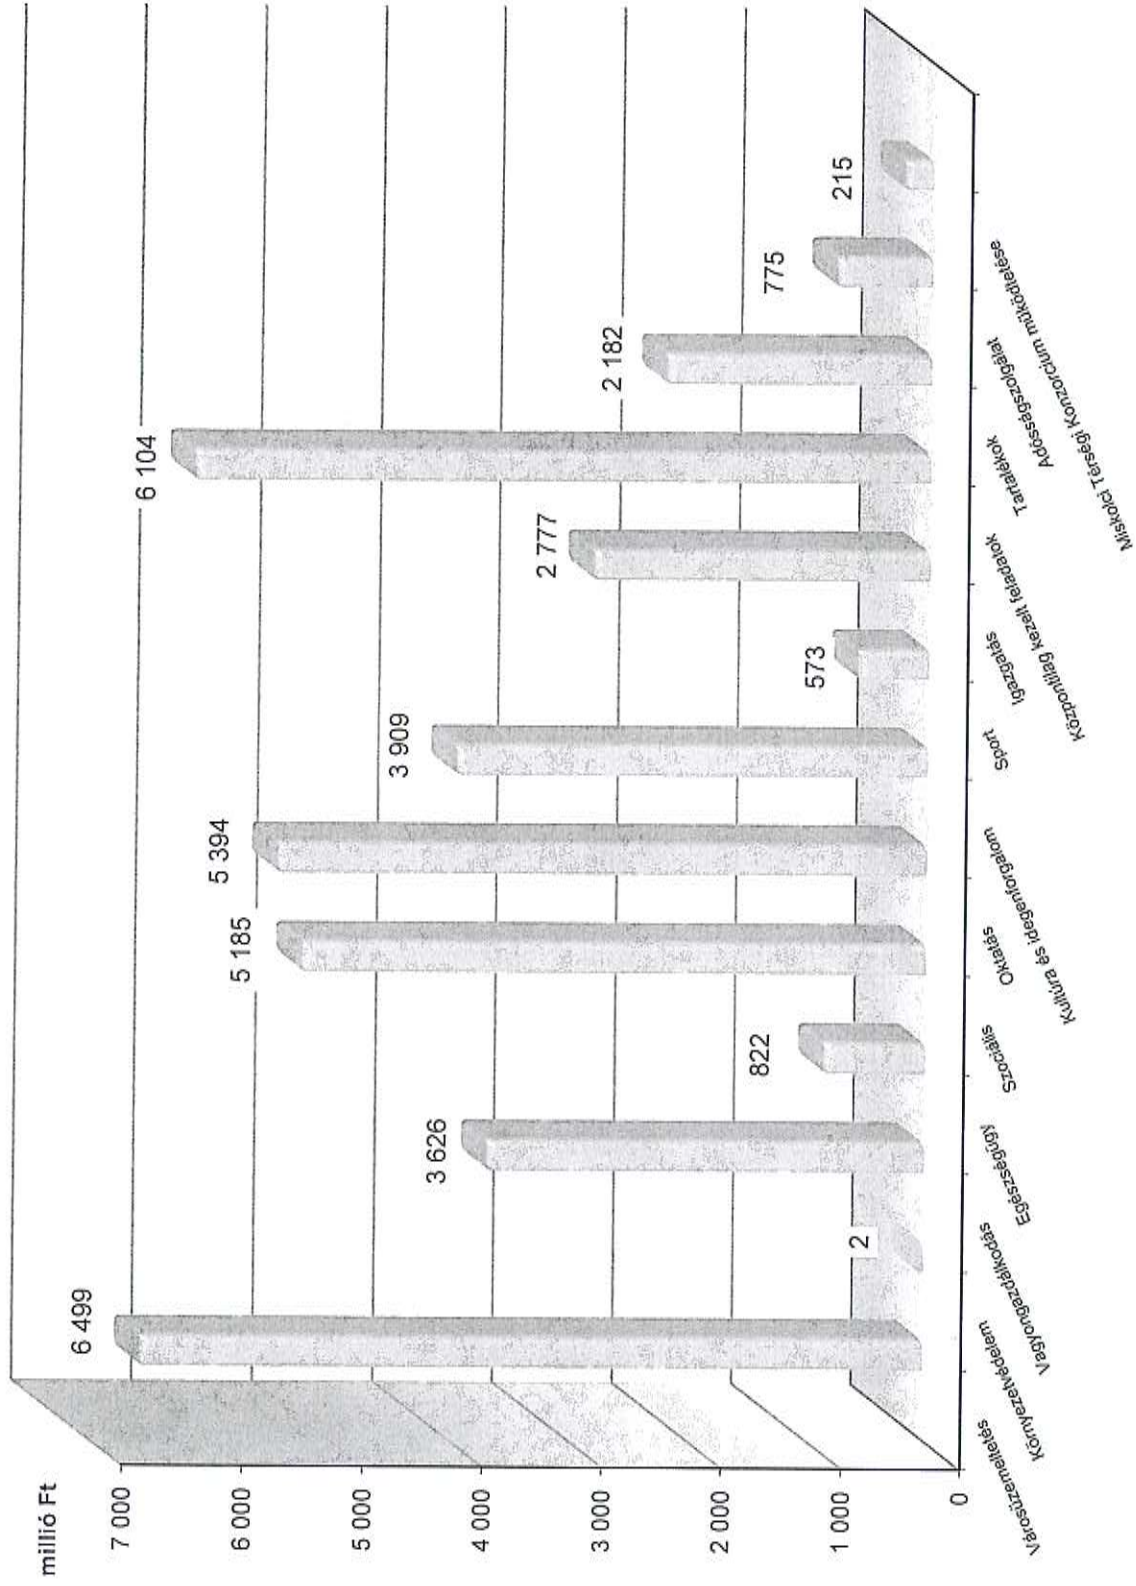 millió Ft
7 000
6 000
5 000
4 000
3 000
2 000
1 000
0
6 499
2
3 626
822
5 185
5 394
3 909
573
2 777
6 104
2 182
775
215
Városüzemeltetés
Környezetvédelem
Vagyongazdálkodás
Egészségügy
Szociális
Oktatás
Kultúra és idegenforgalom
Sport
Igazgatás
Központilag kezelt feladatok
Tartalékok
Adósságszolgálat
Miskolci Térségi Konzorcium működtetése